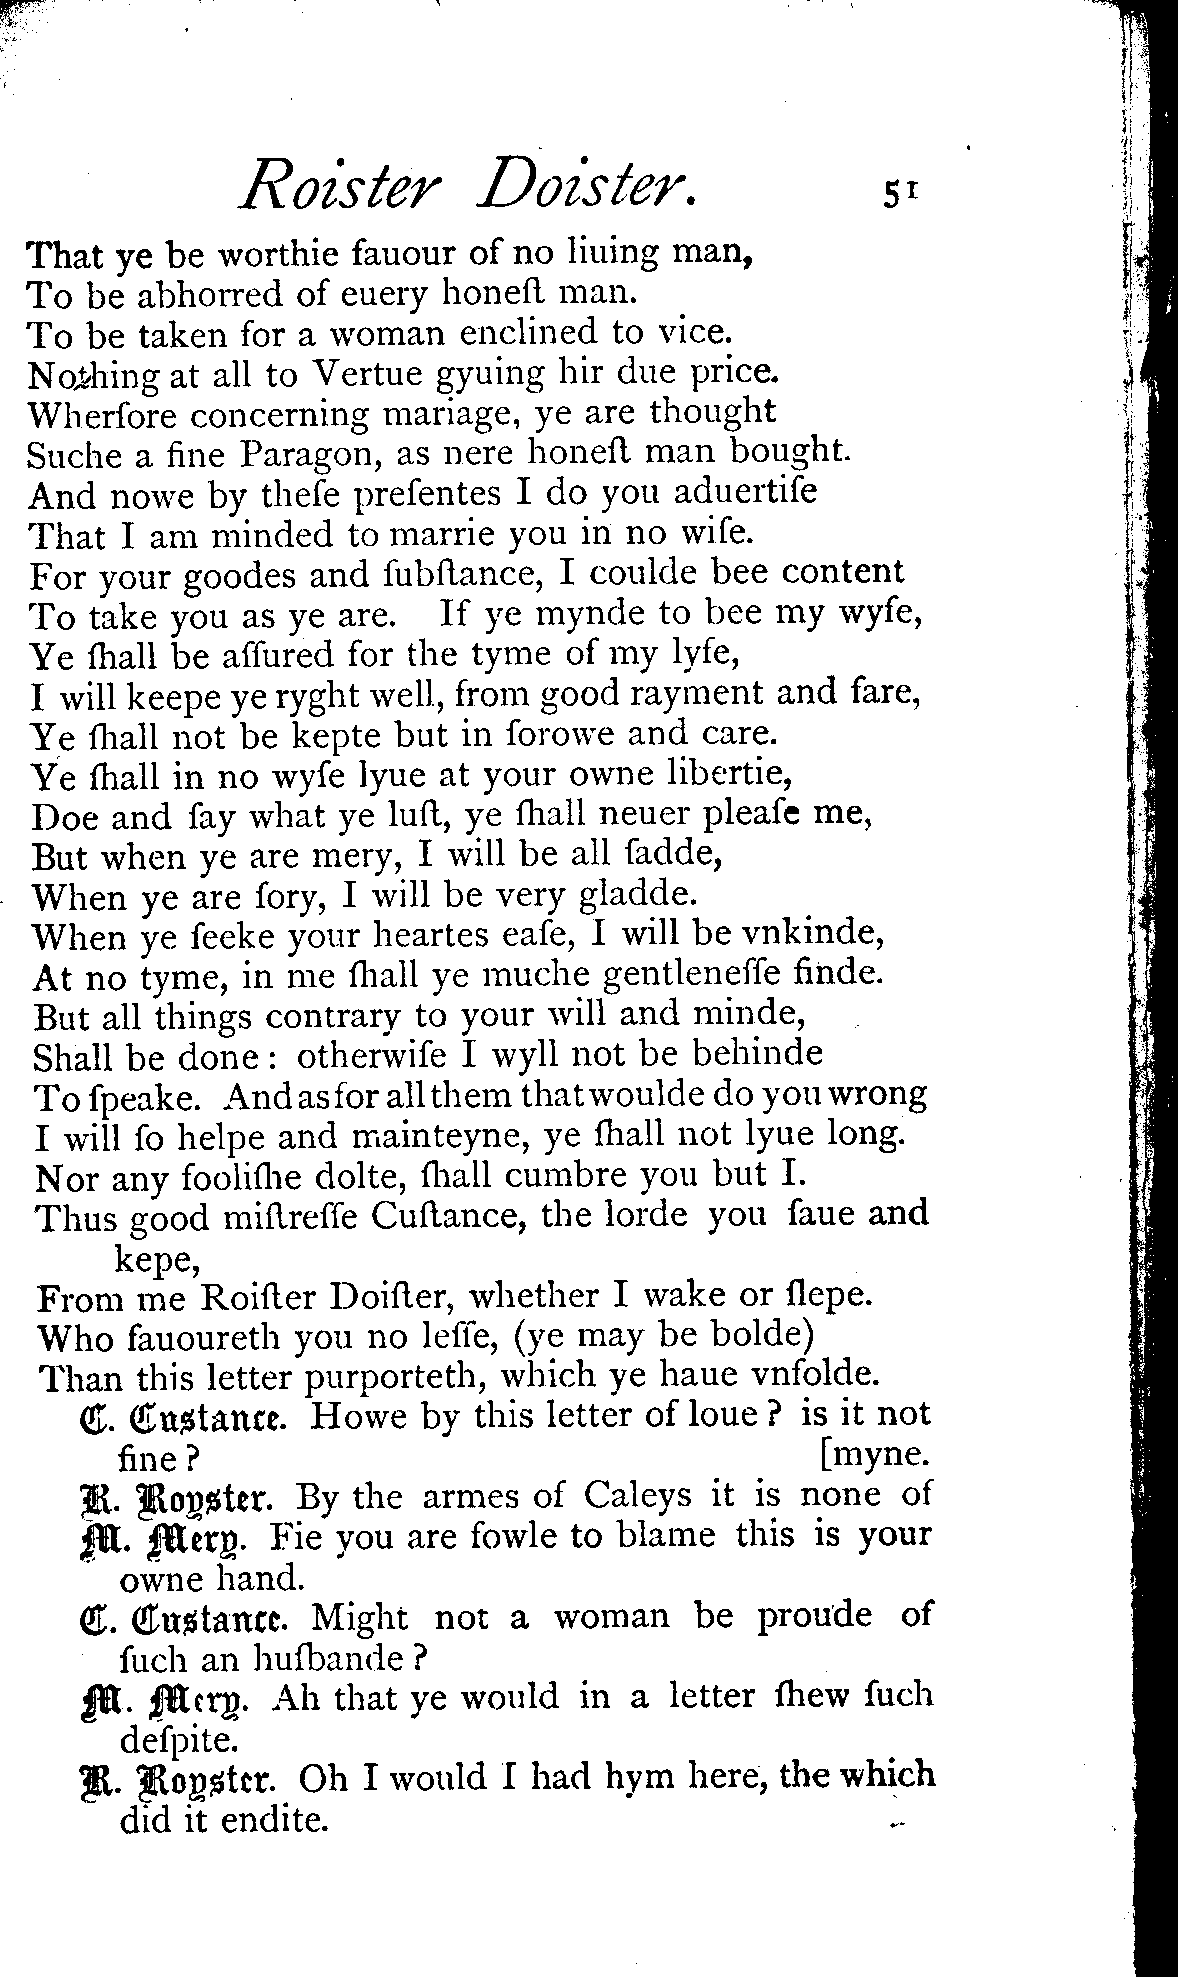 Roister Doister. 51
That ye be worthie fauour of no liuing man,
To be abhorred of euery honeſt man.
To be taken for a woman enclined to vice.
Nothing at all to Vertue gyuing hir due price.
Wherfore concerning mariage, ye are thought
Suche a fine Paragon, as nere honeſt man bought.
And nowe by theſe preſentes I do you aduertiſe
That I am minded to marrie you in no wiſe.
For your goodes and ſubſtance, I coulde bee content
To take you as ye are. If ye mynde to bee my wyfe,
Ye ſhall be aſſured for the tyme of my lyfe,
I will keepe ye ryght well, from good rayment and fare,
Ye ſhall not be kepte but in ſorowe and care.
Ye ſhall in no wyſe lyue at your owne libertie,
Doe and ſay what ye luſt, ye ſhall neuer pleaſe me,
But when ye are mery, I will be all ſadde,
When ye are ſory, I will be very gladde.
When ye ſeeke your heartes eaſe, I will be vnkinde,
At no tyme, in me ſhall ye muche gentleneſſe finde.
But all things contrary to your will and minde,
Shall be done: otherwiſe I wyll not be behinde
To ſpeake. And as for all them that woulde do you wrong
I will ſo helpe and mainteyne, ye ſhall not lyue long.
Nor any fooliſhe dolte, ſhall cumbre you but I.
Thus good miſtreſſe Cuſtance, the lorde you ſaue and
kepe,
From me Roiſter Doiſter, whether I wake or ſlepe.
Who fauoureth you no leſſe, (ye may be bolde)
Than this letter purporteth, which ye haue vnfolde.
C. Custance. Howe by this letter of loue? is it not
fine? [myne.
R. Royster. By the armes of Caleys it is none of
M. Mery. Fie you are fowle to blame this is your
owne hand.
C. Custance. Might not a woman be proude of
ſuch an huſbande?
M. Mery. Ah that ye would in a letter ſhew ſuch
deſpite.
R. Royster. Oh I would I had hym here, the which
did it endite.